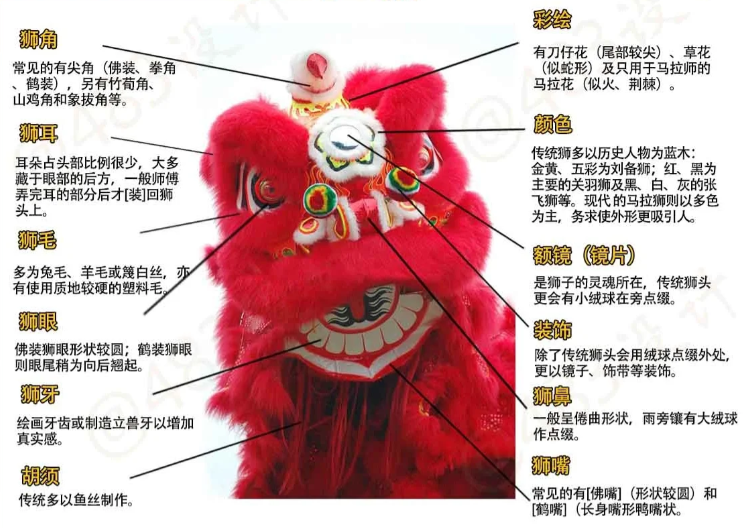 狮角
常见的有尖角（佛装、拳角
、鹤装），另有竹荀角、
山鸡角和象拔角等。
狮耳
耳朵占头部比例很少，大多
藏于眼部的后方，一般师傅
弄完耳的部分后才[装]回狮
头上。
狮毛
多为兔毛、羊毛或篾白丝，亦
有使用质地较硬的塑料毛。
狮眼
佛装狮眼形状较圆；鹤装狮眼
则眼尾稍为向后翘起。
狮牙
绘画牙齿或制造立兽牙以增加
真实感。
胡须
传统多以鱼丝制作。
彩绘
有刀仔花（尾部较尖）、草花
（似蛇形）及只用于马拉师的
马拉花（似火、荆棘）。
颜色
传统狮多以历史人物为蓝木：
金黄、五彩为刘备狮；红、黑为
主要的关羽狮及黑、白、灰的张
飞狮等。现代的马拉狮则以多色
为主，务求使外形更吸引人。
额镜（镜片）
是狮子的灵魂所在，传统狮头
更会有小绒球在旁点缀。
装饰
除了传统狮头会用绒球点缀外，
更以镜子、饰带等装饰。
狮鼻
一般呈倦曲形状，雨旁镶有大绒球
作点缀。
狮嘴
常见的有[佛嘴]（形状较圆）和
[鹤嘴]（长身嘴形鸭嘴状。
@483设计